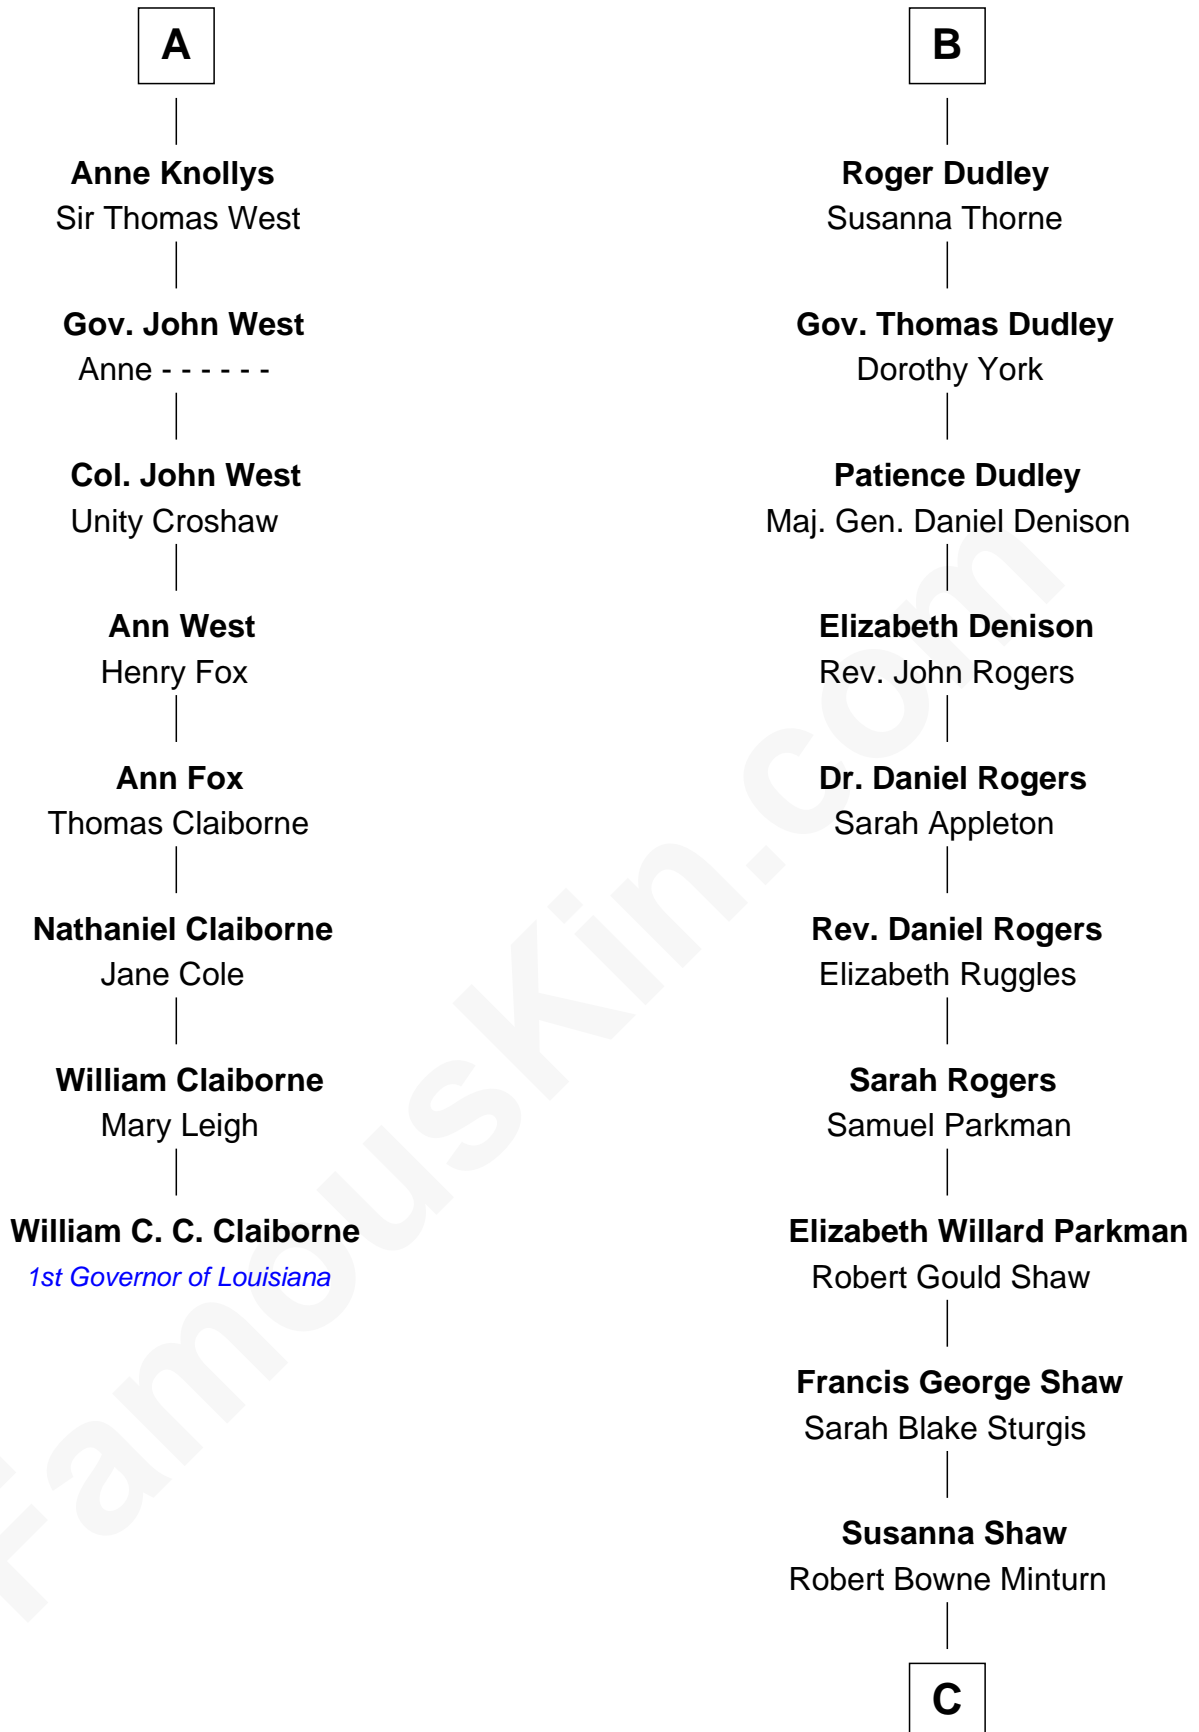 A
Anne Knollys
Sir Thomas West
Gov. John West
Anne - - - - - -
Col. John West
Unity Croshaw
Ann West
Henry Fox
Ann Fox
Thomas Claiborne
Nathaniel Claiborne
Jane Cole
William Claiborne
Mary Leigh
William C. C. Claiborne
1st Governor of Louisiana
B
Roger Dudley
Susanna Thorne
Gov. Thomas Dudley
Dorothy York
Patience Dudley
Maj. Gen. Daniel Denison
Elizabeth Denison
Rev. John Rogers
Dr. Daniel Rogers
Sarah Appleton
Rev. Daniel Rogers
Elizabeth Ruggles
Sarah Rogers
Samuel Parkman
Elizabeth Willard Parkman
Robert Gould Shaw
Francis George Shaw
Sarah Blake Sturgis
Susanna Shaw
Robert Bowne Minturn
C
FamousKin.com